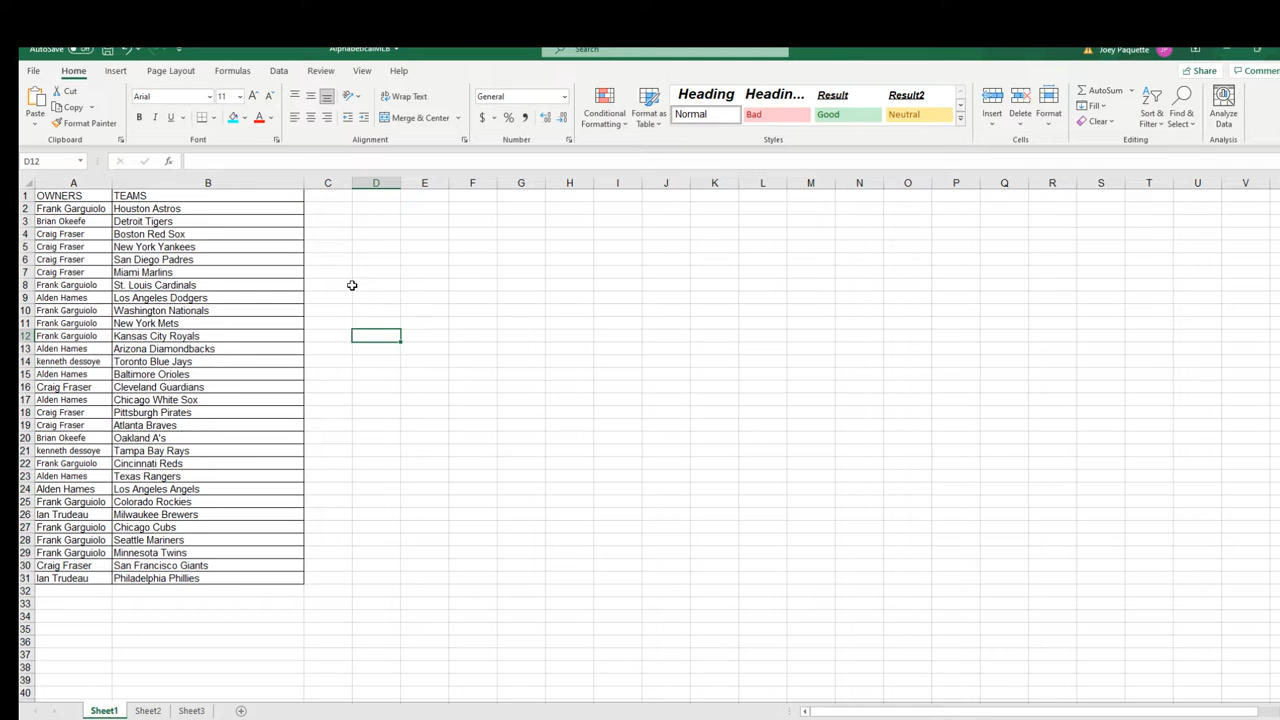 AutoSave Off AlphabeticalMLB Search Joey Paquette JP
File Home Insert Page Layout Formulas Data Review View Help Share Comment
Paste Cut Copy Format Painter Clipboard
Arial 11 A A B I U A Font
Wrap Text Merge & Center Alignment
General $ % Number
Conditional Formatting Format as Table
Heading Headin... Result Result2
Normal Bad Good Neutral
Styles
Insert Delete Format Cells
AutoSum Fill Clear Sort & Filter Find & Select Editing
Analyze Data Analysis
D12 fx
A B C D E F G H I J K L M N O P Q R S T U V
1 OWNERS TEAMS
2 Frank Garguiolo Houston Astros
3 Brian Okeefe Detroit Tigers
4 Craig Fraser Boston Red Sox
5 Craig Fraser New York Yankees
6 Craig Fraser San Diego Padres
7 Craig Fraser Miami Marlins
8 Frank Garguiolo St. Louis Cardinals
9 Alden Hames Los Angeles Dodgers
10 Frank Garguiolo Washington Nationals
11 Frank Garguiolo New York Mets
12 Frank Garguiolo Kansas City Royals
13 Alden Hames Arizona Diamondbacks
14 kenneth dessoye Toronto Blue Jays
15 Alden Hames Baltimore Orioles
16 Craig Fraser Cleveland Guardians
17 Alden Hames Chicago White Sox
18 Craig Fraser Pittsburgh Pirates
19 Craig Fraser Atlanta Braves
20 Brian Okeefe Oakland A's
21 kenneth dessoye Tampa Bay Rays
22 Frank Garguiolo Cincinnati Reds
23 Alden Hames Texas Rangers
24 Alden Hames Los Angeles Angels
25 Frank Garguiolo Colorado Rockies
26 Ian Trudeau Milwaukee Brewers
27 Frank Garguiolo Chicago Cubs
28 Frank Garguiolo Seattle Mariners
29 Frank Garguiolo Minnesota Twins
30 Craig Fraser San Francisco Giants
31 Ian Trudeau Philadelphia Phillies
32
33
34
35
36
37
38
39
40
Sheet1 Sheet2 Sheet3